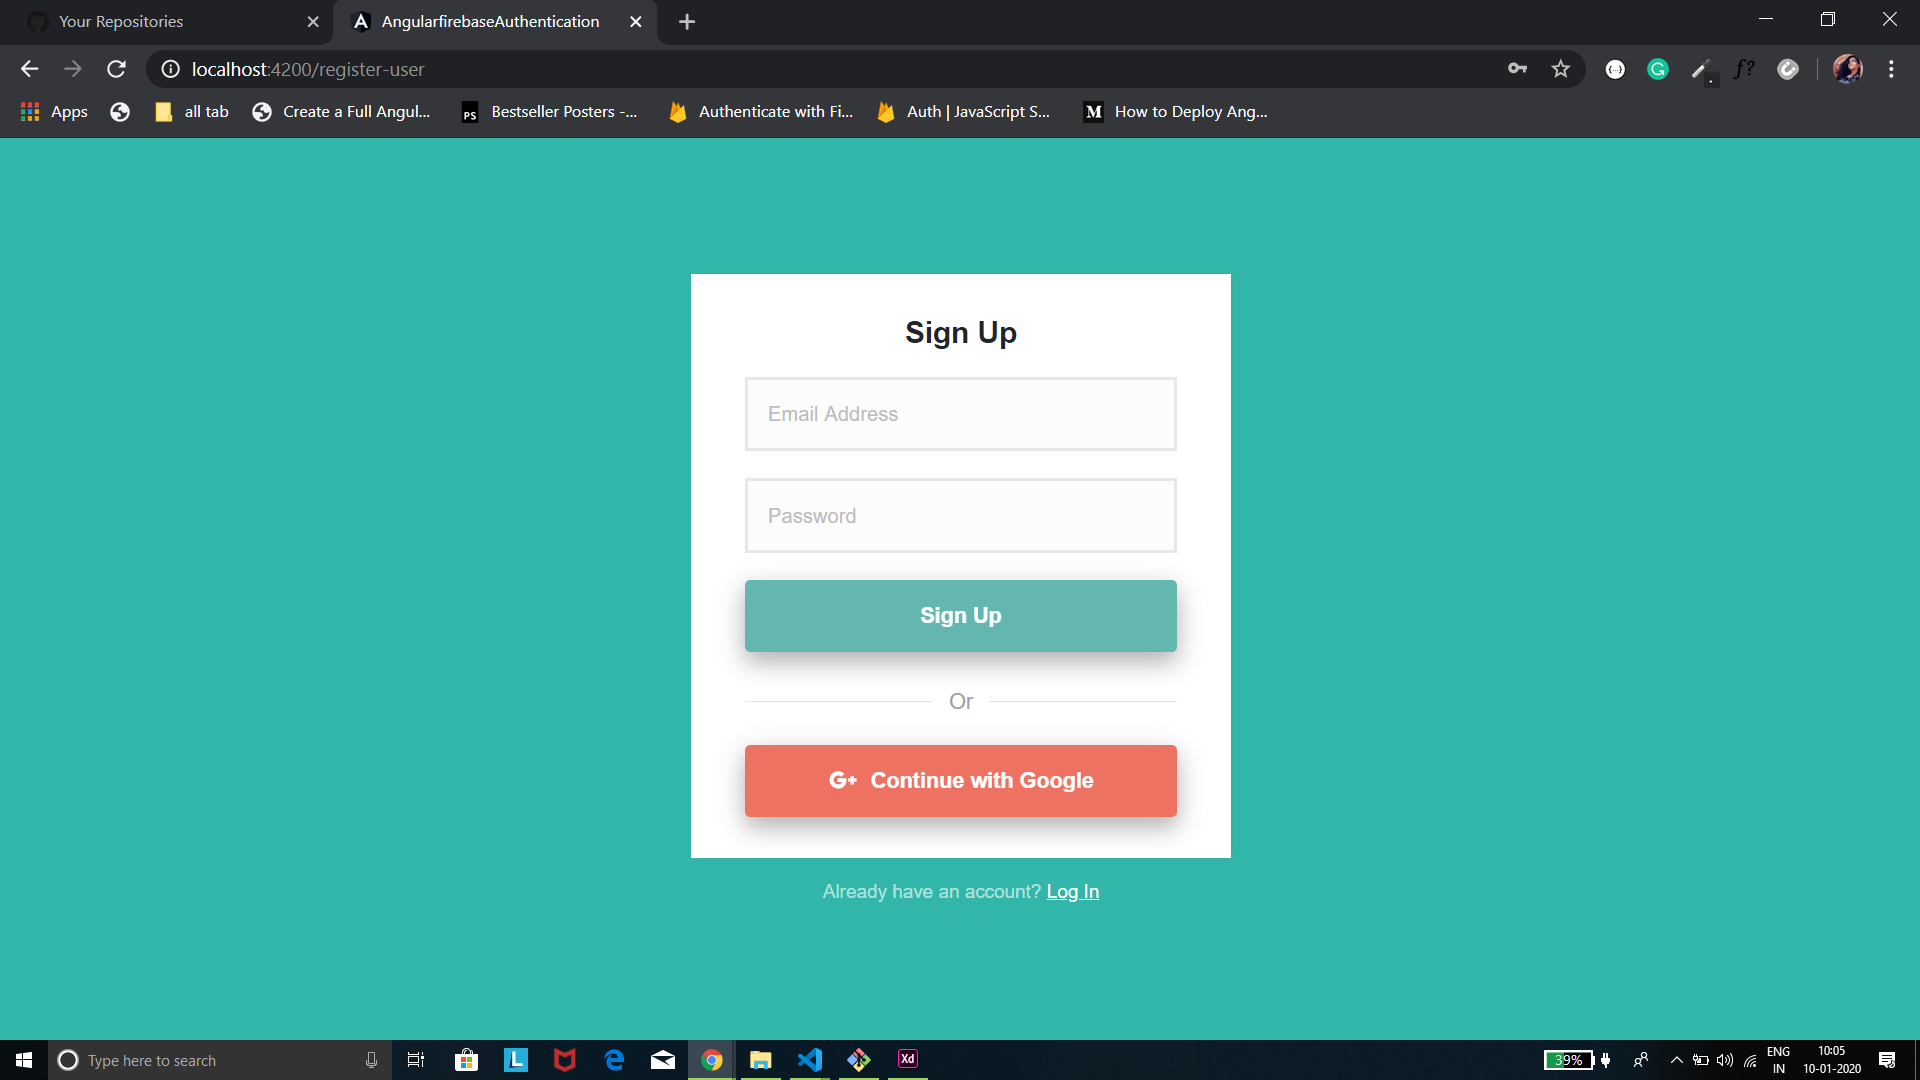 Your Repositories
AngularfirebaseAuthentication
localhost:4200/register-user
Apps
all tab
Create a Full Angul...
PS
Bestseller Posters -...
Authenticate with Fi...
Auth | JavaScript S...
M
How to Deploy Ang...
Sign Up
Email Address
Password
Sign Up
Or
G+ Continue with Google
Already have an account? Log In
Type here to search
L
Xd
39%
ENG
IN
10:05
10-01-2020